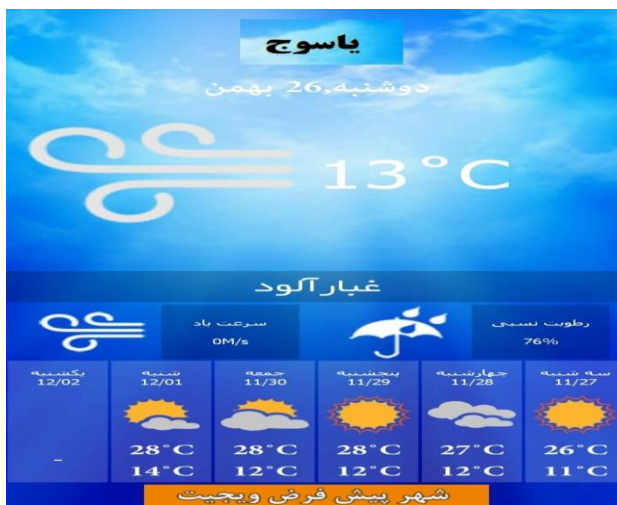 یاسوج
دوشنبه,26 بهمن
13°C
غبارآلود
رطوبت نسبی
76%
سرعت باد
0M/s
سه شنبه
11/27
26°C
11°C
چهارشنبه
11/28
27°C
12°C
پنجشنبه
11/29
28°C
12°C
جمعه
11/30
28°C
12°C
شنبه
12/01
28°C
14°C
یکشنبه
12/02
-
شهر پیش فرض ویجیت